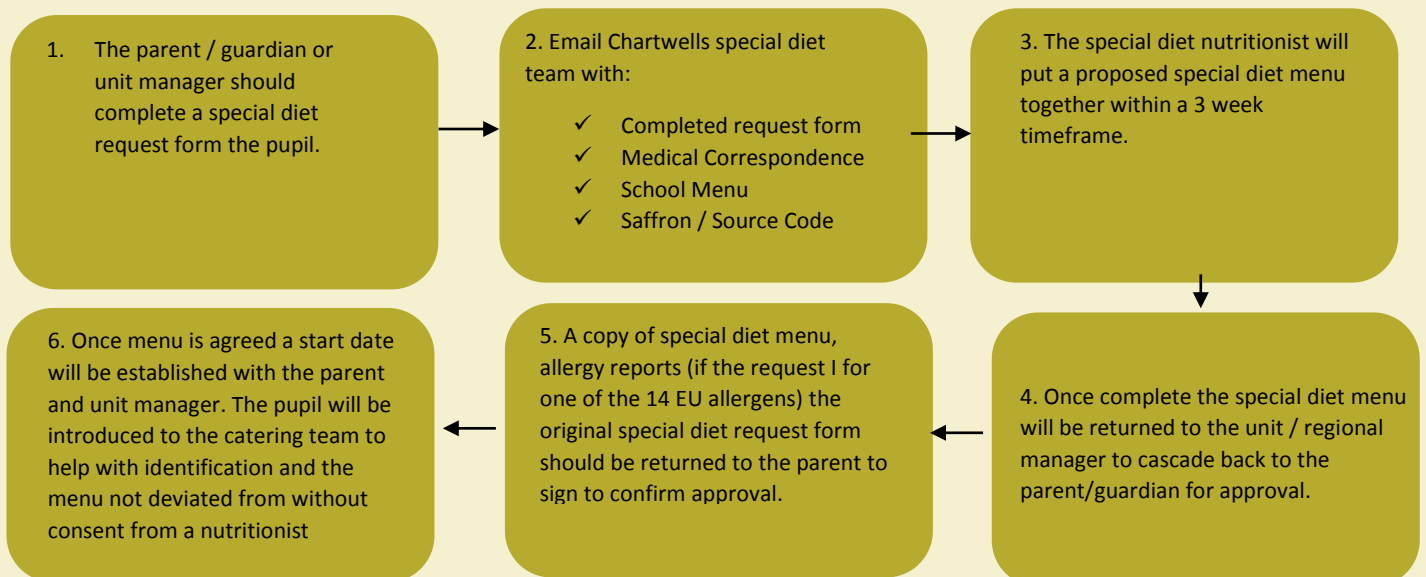 1. The parent / guardian or
unit manager should
complete a special diet
request form the pupil.
2. Email Chartwells special diet
team with:
✓ Completed request form
✓ Medical Correspondence
✓ School Menu
✓ Saffron / Source Code
3. The special diet nutritionist will
put a proposed special diet menu
together within a 3 week
timeframe.
4. Once complete the special diet menu
will be returned to the unit / regional
manager to cascade back to the
parent/guardian for approval.
5. A copy of special diet menu,
allergy reports (if the request I for
one of the 14 EU allergens) the
original special diet request form
should be returned to the parent to
sign to confirm approval.
6. Once menu is agreed a start date
will be established with the parent
and unit manager. The pupil will be
introduced to the catering team to
help with identification and the
menu not deviated from without
consent from a nutritionist